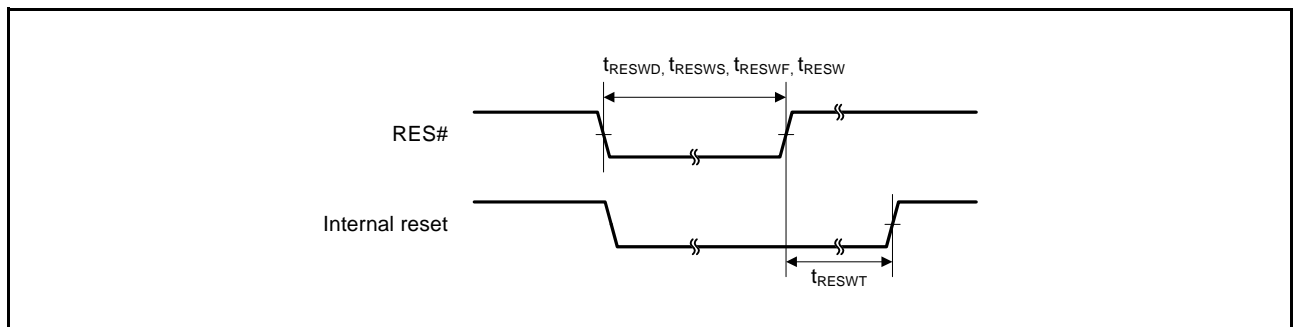 tRESWD, tRESWS, tRESWF, tRESW
RES#
Internal reset
tRESWT